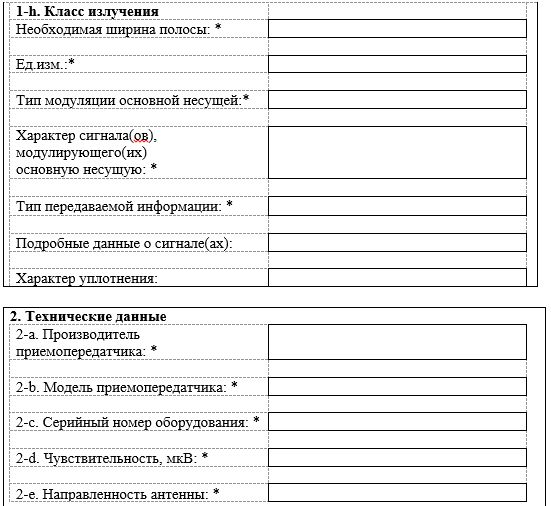 1-h. Класс излучения
Необходимая ширина полосы: *
Ед.изм.:*
Тип модуляции основной несущей:*
Характер сигнала(ов),
модулирующего(их)
основную несущую: *
Тип передаваемой информации: *
Подробные данные о сигнале(ах):
Характер уплотнения:
2. Технические данные
2-a. Производитель
приемопередатчика: *
2-b. Модель приемопередатчика: *
2-c. Серийный номер оборудования: *
2-d. Чувствительность, мкВ: *
2-e. Направленность антенны: *